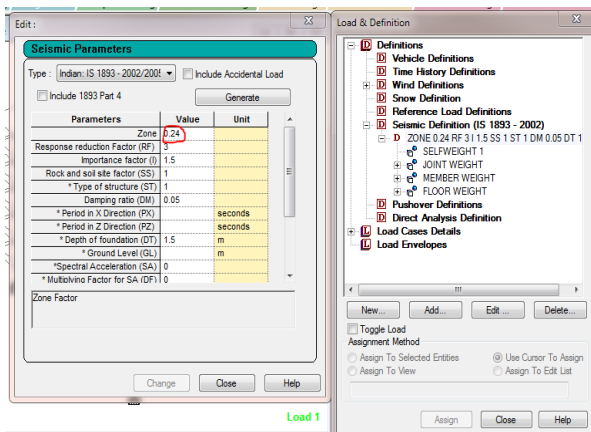 Edit :
Seismic Parameters
Type : Indian: IS 1893 - 2002/200
Include Accidental Load
Include 1893 Part 4
Generate
Parameters Value Unit
Zone 0.24
Response reduction Factor (RF) 3
Importance factor (I) 1.5
Rock and soil site factor (SS) 1
* Type of structure (ST) 1
Damping ratio (DM) 0.05
* Period in X Direction (PX) seconds
* Period in Z Direction (PZ) seconds
* Depth of foundation (DT) 1.5 m
* Ground Level (GL) m
*Spectral Acceleration (SA) 0
* Multiplying Factor for SA (DF) 0
Zone Factor
Change Close Help
Load 1
Load & Definition
Definitions
Vehicle Definitions
Time History Definitions
Wind Definitions
Snow Definition
Reference Load Definitions
Seismic Definition (IS 1893 - 2002)
ZONE 0.24 RF 3 I 1.5 SS 1 ST 1 DM 0.05 DT 1
SELFWEIGHT 1
JOINT WEIGHT
MEMBER WEIGHT
FLOOR WEIGHT
Pushover Definitions
Direct Analysis Definition
Load Cases Details
Load Envelopes
New... Add... Edit ... Delete...
Toggle Load
Assignment Method
Assign To Selected Entities Use Cursor To Assign
Assign To View Assign To Edit List
Assign Close Help